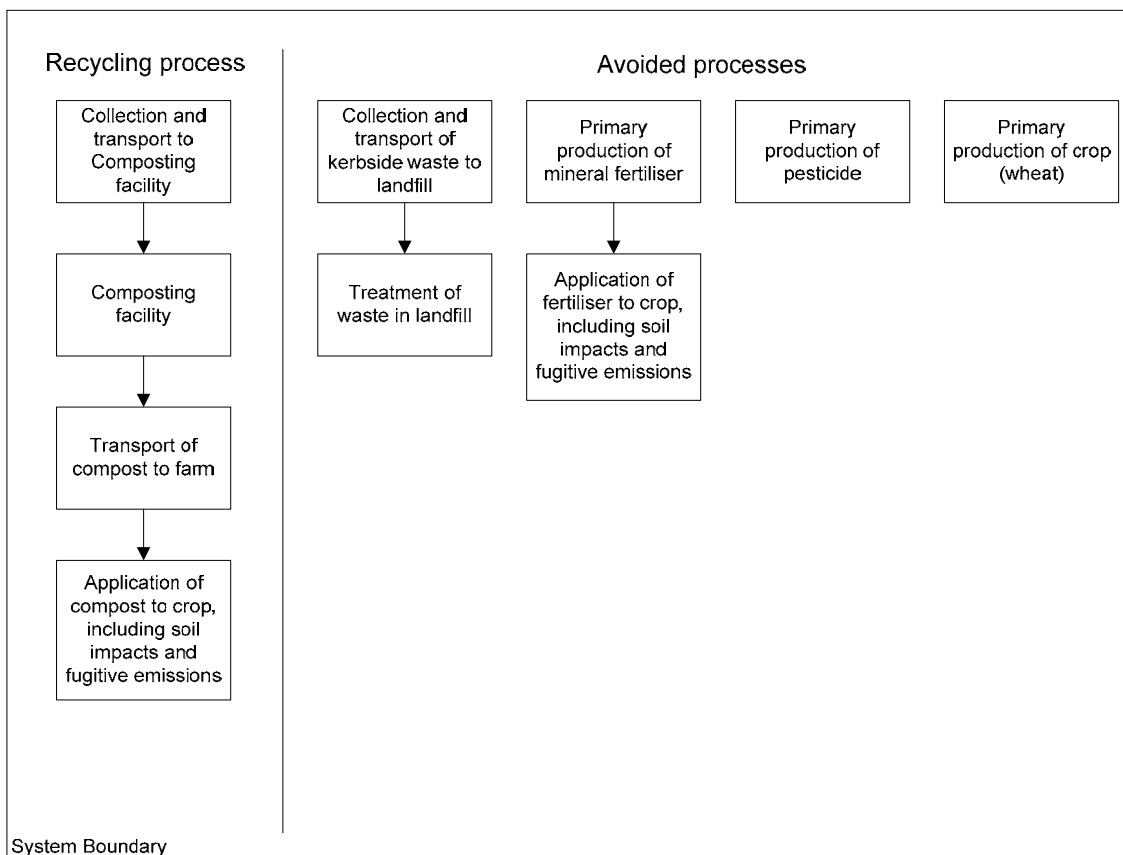 Recycling process
Collection and
transport to
Composting
facility
Composting
facility
Transport of
compost to farm
Application of
compost to crop,
including soil
impacts and
fugitive emissions
Avoided processes
Collection and
transport of
kerbside waste to
landfill
Treatment of
waste in landfill
Primary
production of
mineral fertiliser
Application of
fertiliser to crop,
including soil
impacts and
fugitive emissions
Primary
production of
pesticide
Primary
production of crop
(wheat)
System Boundary